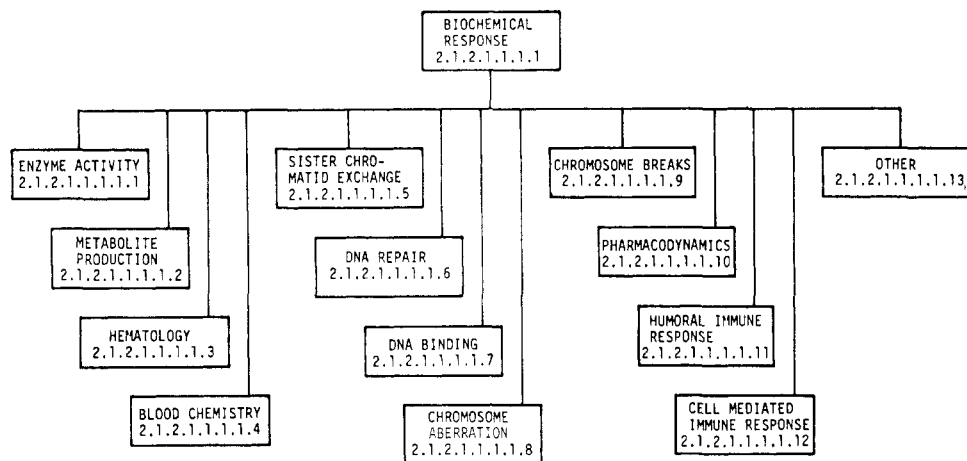 BIOCHEMICAL
RESPONSE
2.1.2.1.1.1.1
ENZYME ACTIVITY
2.1.2.1.1.1.1.1
METABOLITE
PRODUCTION
2.1.2.1.1.1.1.2
HEMATOLOGY
2.1.2.1.1.1.1.3
BLOOD CHEMISTRY
2.1.2.1.1.1.1.4
SISTER CHRO-
MATID EXCHANGE
2.1.2.1.1.1.1.5
DNA REPAIR
2.1.2.1.1.1.1.6
DNA BINDING
2.1.2.1.1.1.1.7
CHROMOSOME
ABERRATION
2.1.2.1.1.1.1.8
CHROMOSOME BREAKS
2.1.2.1.1.1.1.9
PHARMACODYNAMICS
2.1.2.1.1.1.1.10
HUMORAL IMMUNE
RESPONSE
2.1.2.1.1.1.1.11
CELL MEDIATED
IMMUNE RESPONSE
2.1.2.1.1.1.1.12
OTHER
2.1.2.1.1.1.1.13,